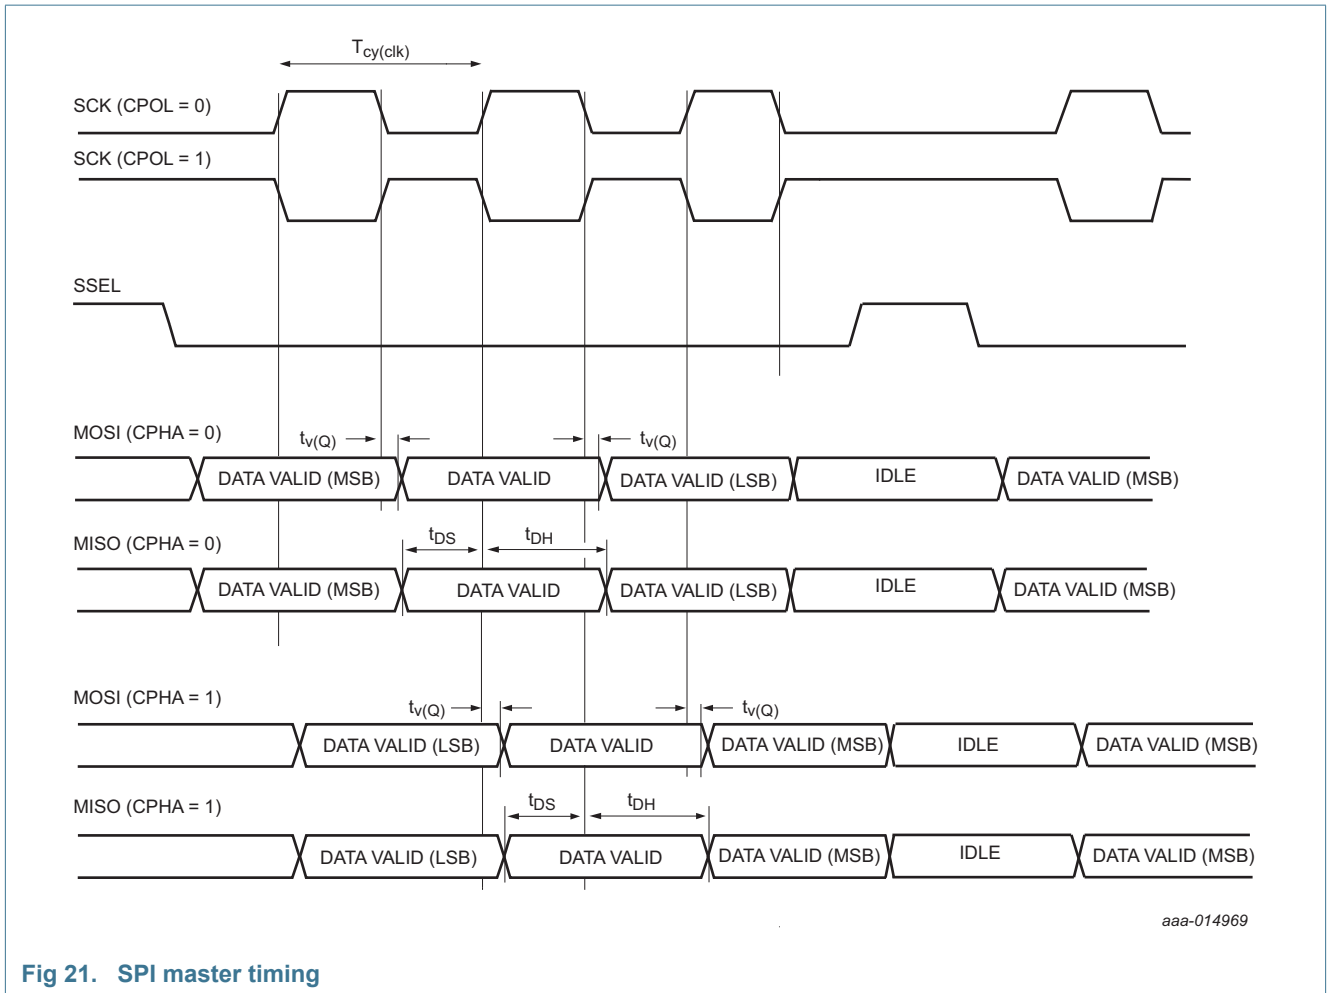 Tcy(clk)
SCK (CPOL = 0)
SCK (CPOL = 1)
SSEL
MOSI (CPHA = 0)
tv(Q)
tv(Q)
DATA VALID (MSB)
DATA VALID
DATA VALID (LSB)
IDLE
DATA VALID (MSB)
MISO (CPHA = 0)
tDS
tDH
DATA VALID (MSB)
DATA VALID
DATA VALID (LSB)
IDLE
DATA VALID (MSB)
MOSI (CPHA = 1)
tv(Q)
tv(Q)
DATA VALID (LSB)
DATA VALID
DATA VALID (MSB)
IDLE
DATA VALID (MSB)
MISO (CPHA = 1)
tDS
tDH
DATA VALID (LSB)
DATA VALID
DATA VALID (MSB)
IDLE
DATA VALID (MSB)
aaa-014969
Fig 21. SPI master timing